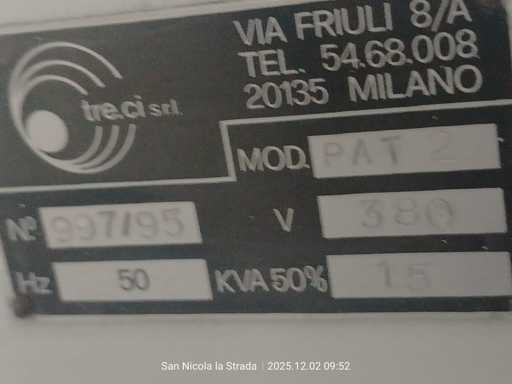 VIA FRIULI 8/A
TEL. 54.68.008
20135 MILANO
tre.ci s.r.l.
MOD. PAT 2
Nº 997/95 V 380
Hz 50 KVA 50% 15
San Nicola la Strada | 2025.12.02 09:52